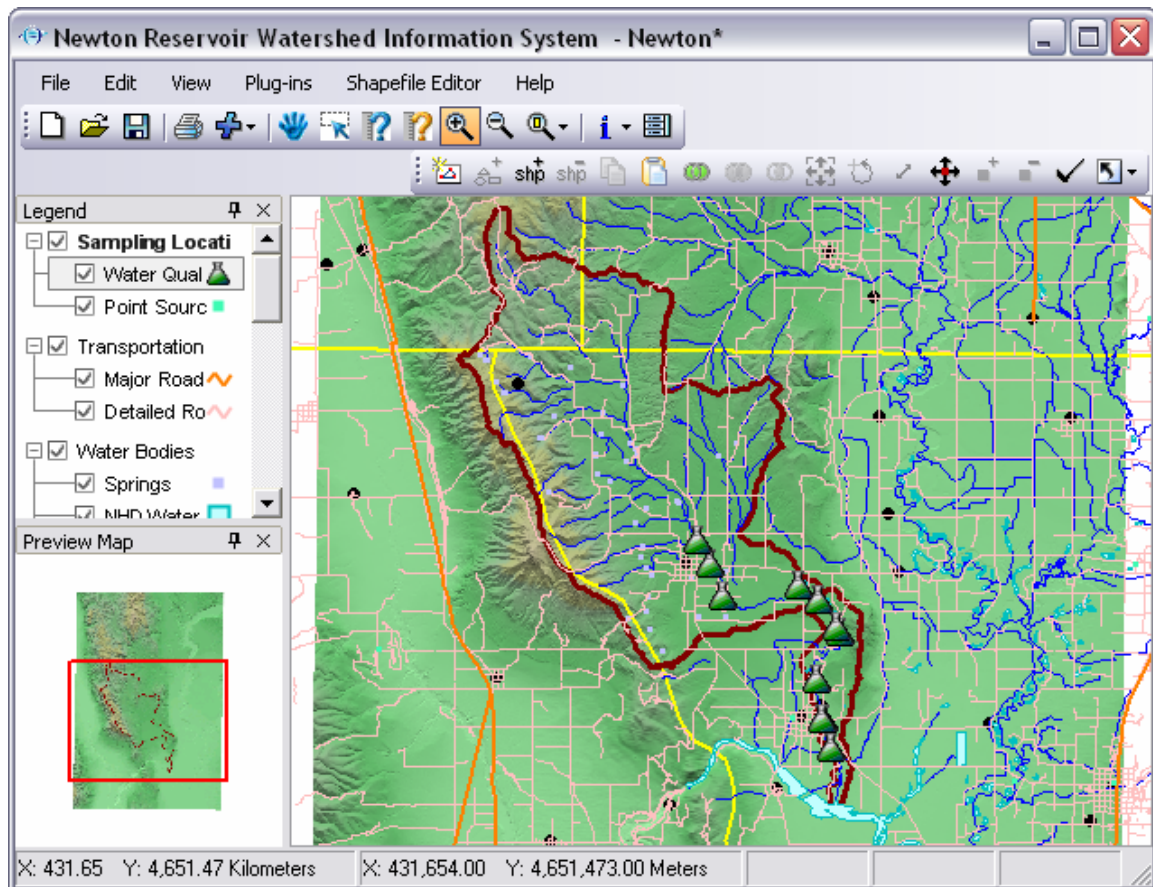 Newton Reservoir Watershed Information System - Newton*
File Edit View Plug-ins Shapefile Editor Help
shp shp
Legend
Sampling Locati
Water Qual
Point Sourc
Transportation
Major Road
Detailed Ro
Water Bodies
Springs
NHD Water
Preview Map
X: 431.65 Y: 4,651.47 Kilometers X: 431,654.00 Y: 4,651,473.00 Meters